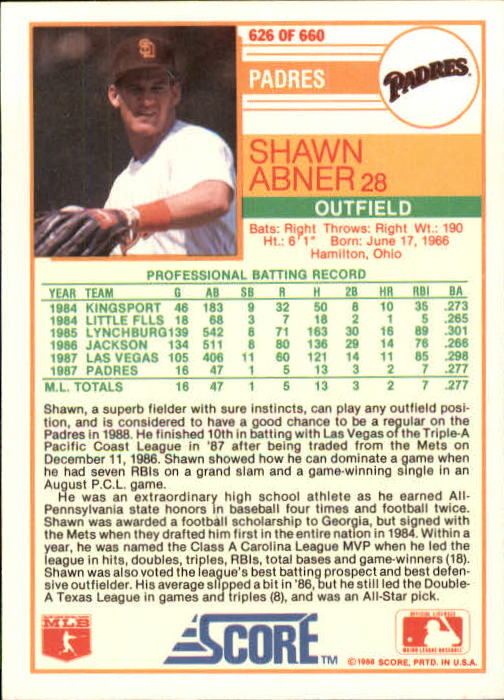 626 OF 660
PADRES
PADRES
SD
SHAWN
ABNER 28
OUTFIELD
Bats: Right Throws: Right Wt.: 190
Ht.: 6' 1" Born: June 17, 1966
Hamilton, Ohio
PROFESSIONAL BATTING RECORD
YEAR TEAM G AB SB R H 2B HR RBI BA
1984 KINGSPORT 46 183 9 32 50 8 10 35 .273
1984 LITTLE FLLS 18 68 3 7 18 2 1 5 .265
1985 LYNCHBURG 139 542 8 71 163 30 16 89 .301
1986 JACKSON 134 511 8 80 136 29 14 76 .266
1987 LAS VEGAS 105 406 11 60 121 14 11 85 .298
1987 PADRES 16 47 1 5 13 3 2 7 .277
M.L. TOTALS 16 47 1 5 13 3 2 7 .277
Shawn, a superb fielder with sure instincts, can play any outfield posi-
tion, and is considered to have a good chance to be a regular on the
Padres in 1988. He finished 10th in batting with Las Vegas of the Triple-A
Pacific Coast League in '87 after being traded from the Mets on
December 11, 1986. Shawn showed how he can dominate a game when
he had seven RBIs on a grand slam and a game-winning single in an
August P.C.L. game.
He was an extraordinary high school athlete as he earned All-
Pennsylvania state honors in baseball four times and football twice.
Shawn was awarded a football scholarship to Georgia, but signed with
the Mets when they drafted him first in the entire nation in 1984. Within a
year, he was named the Class A Carolina League MVP when he led the
league in hits, doubles, triples, RBIs, total bases and game-winners (18).
Shawn was also voted the league's best batting prospect and best defen-
sive outfielder. His average slipped a bit in '86, but he still led the Double-
A Texas League in games and triples (8), and was an All-Star pick.
MLB
SCORE TM
OFFICIAL LICENSEE
MAJOR LEAGUE BASEBALL
©1988 SCORE, PRTD. IN U.S.A.